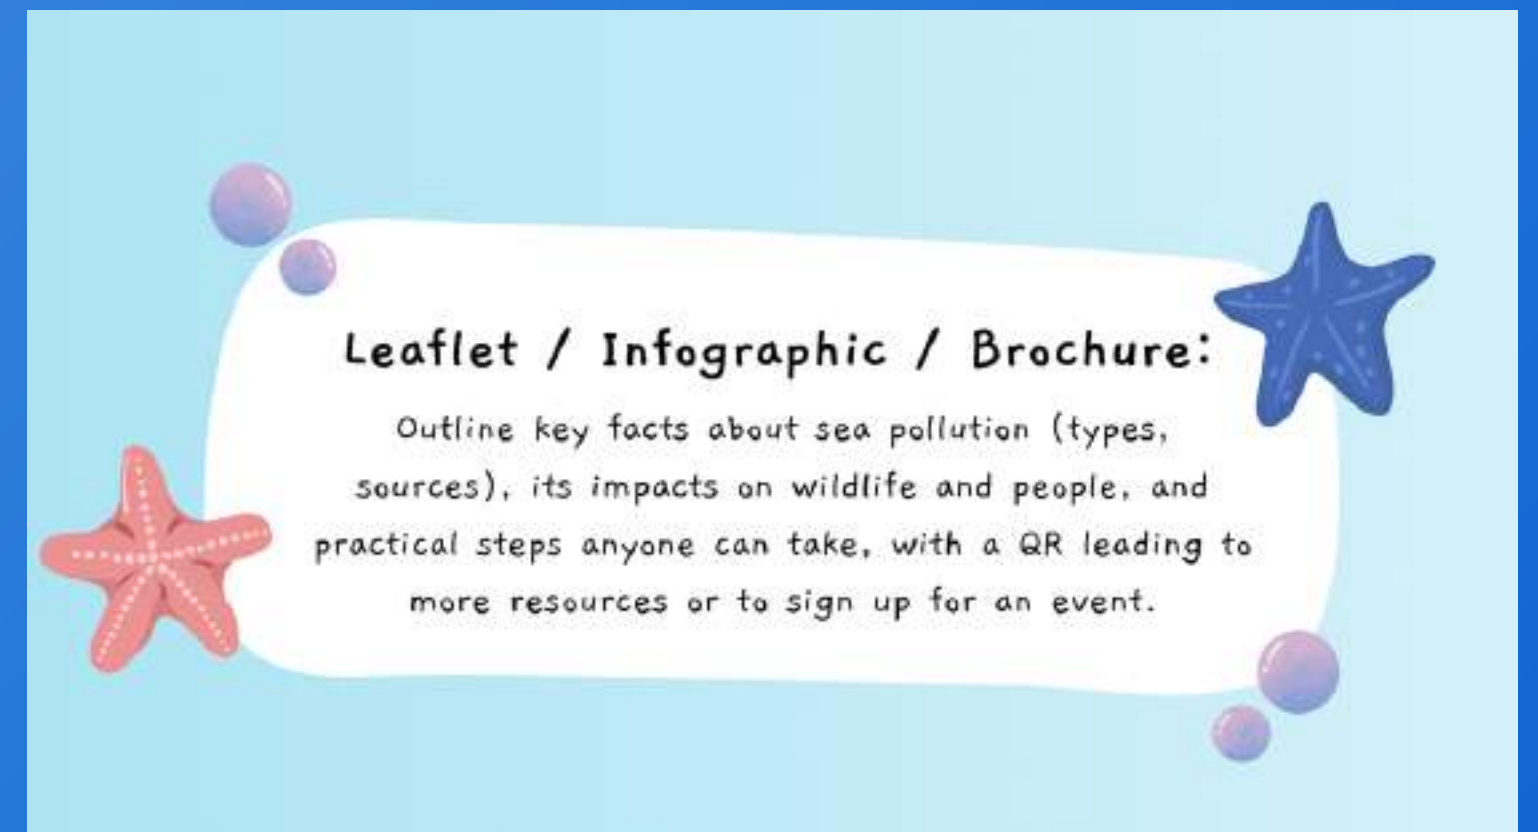 Leaflet / Infographic / Brochure:
Outline key facts about sea pollution (types,
sources), its impacts on wildlife and people, and
practical steps anyone can take, with a QR leading to
more resources or to sign up for an event.